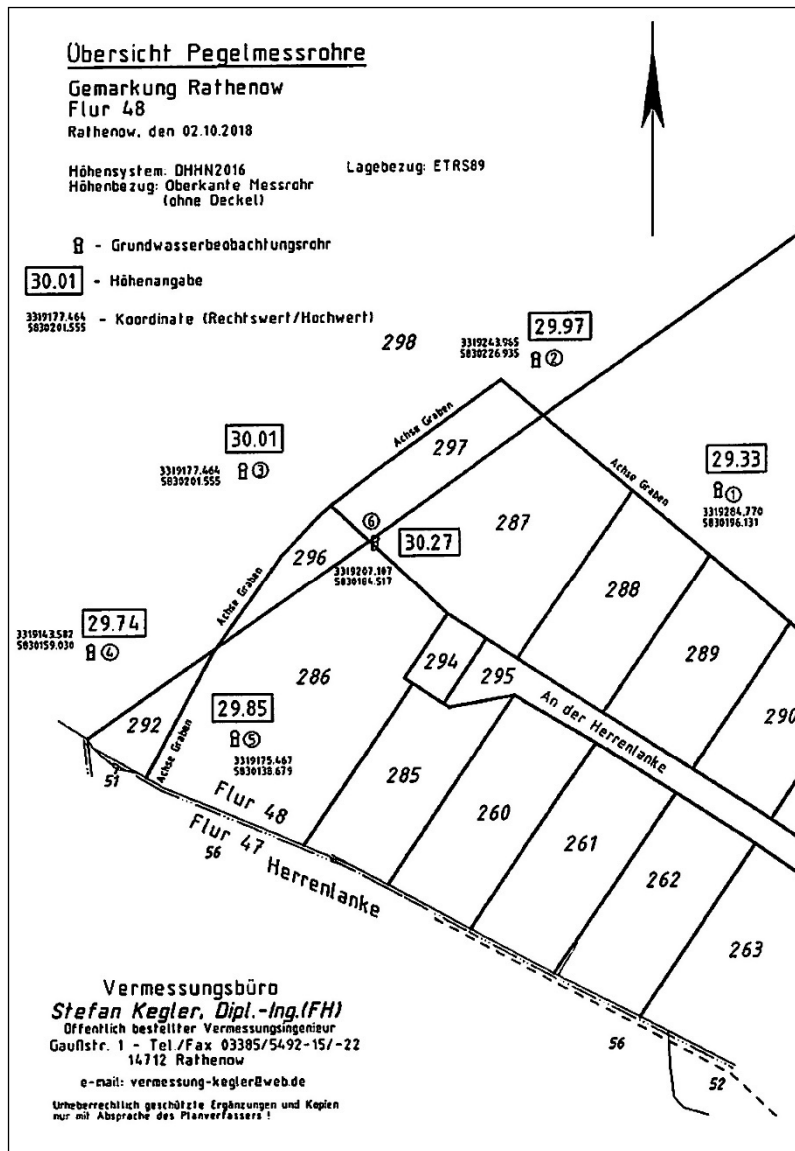 Übersicht Pegelmessrohre
Gemarkung Rathenow
Flur 48
Rathenow, den 02.10.2018
Höhensystem: DHHN2016
Lagebezug: ETRS89
Höhenbezug: Oberkante Messrohr
(ohne Deckel)
- Grundwasserbeobachtungsrohr
30.01 - Höhenangabe
3319177.464
5830201.555
- Koordinate (Rechtswert/Hochwert)
298
29.97
3319243.965
5830226.935
②
Achse Graben
297
30.01
3319177.464
5830201.555
③
29.33
①
3319284.770
5830196.131
Achse Graben
⑥
30.27
3319207.187
5830184.517
287
296
288
289
290
Achse Graben
29.74
3319143.582
5830159.030
④
286
294
295
An der Herrenlanke
292
Achse Graben
29.85
⑤
3319175.467
5830138.679
51
Flur 48
Flur 47
56
Herrenlanke
285
260
261
262
263
56
52
Vermessungsbüro
Stefan Kegler, Dipl.-Ing.(FH)
Öffentlich bestellter Vermessungsingenieur
Gaußstr. 1 - Tel./Fax 03385/5492-15/-22
14712 Rathenow
e-mail: vermessung-kegler@web.de
Urheberrechtlich geschützte Ergänzungen und Kopien
nur mit Absprache des Planverfassers !